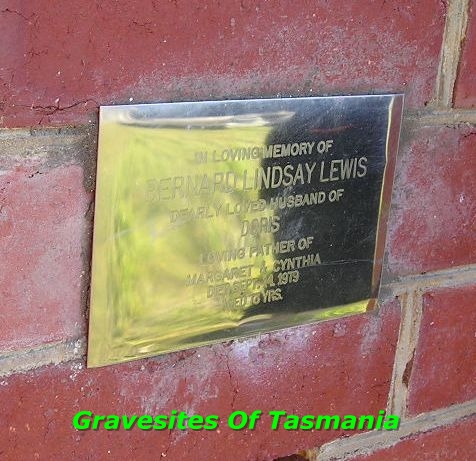 IN LOVING MEMORY OF
BERNARD LINDSAY LEWIS
DEARLY LOVED HUSBAND OF
DORIS
LOVING FATHER OF
MARGARET & CYNTHIA
DIED SEPT. 14, 1979
YRS.
Gravesites Of Tasmania